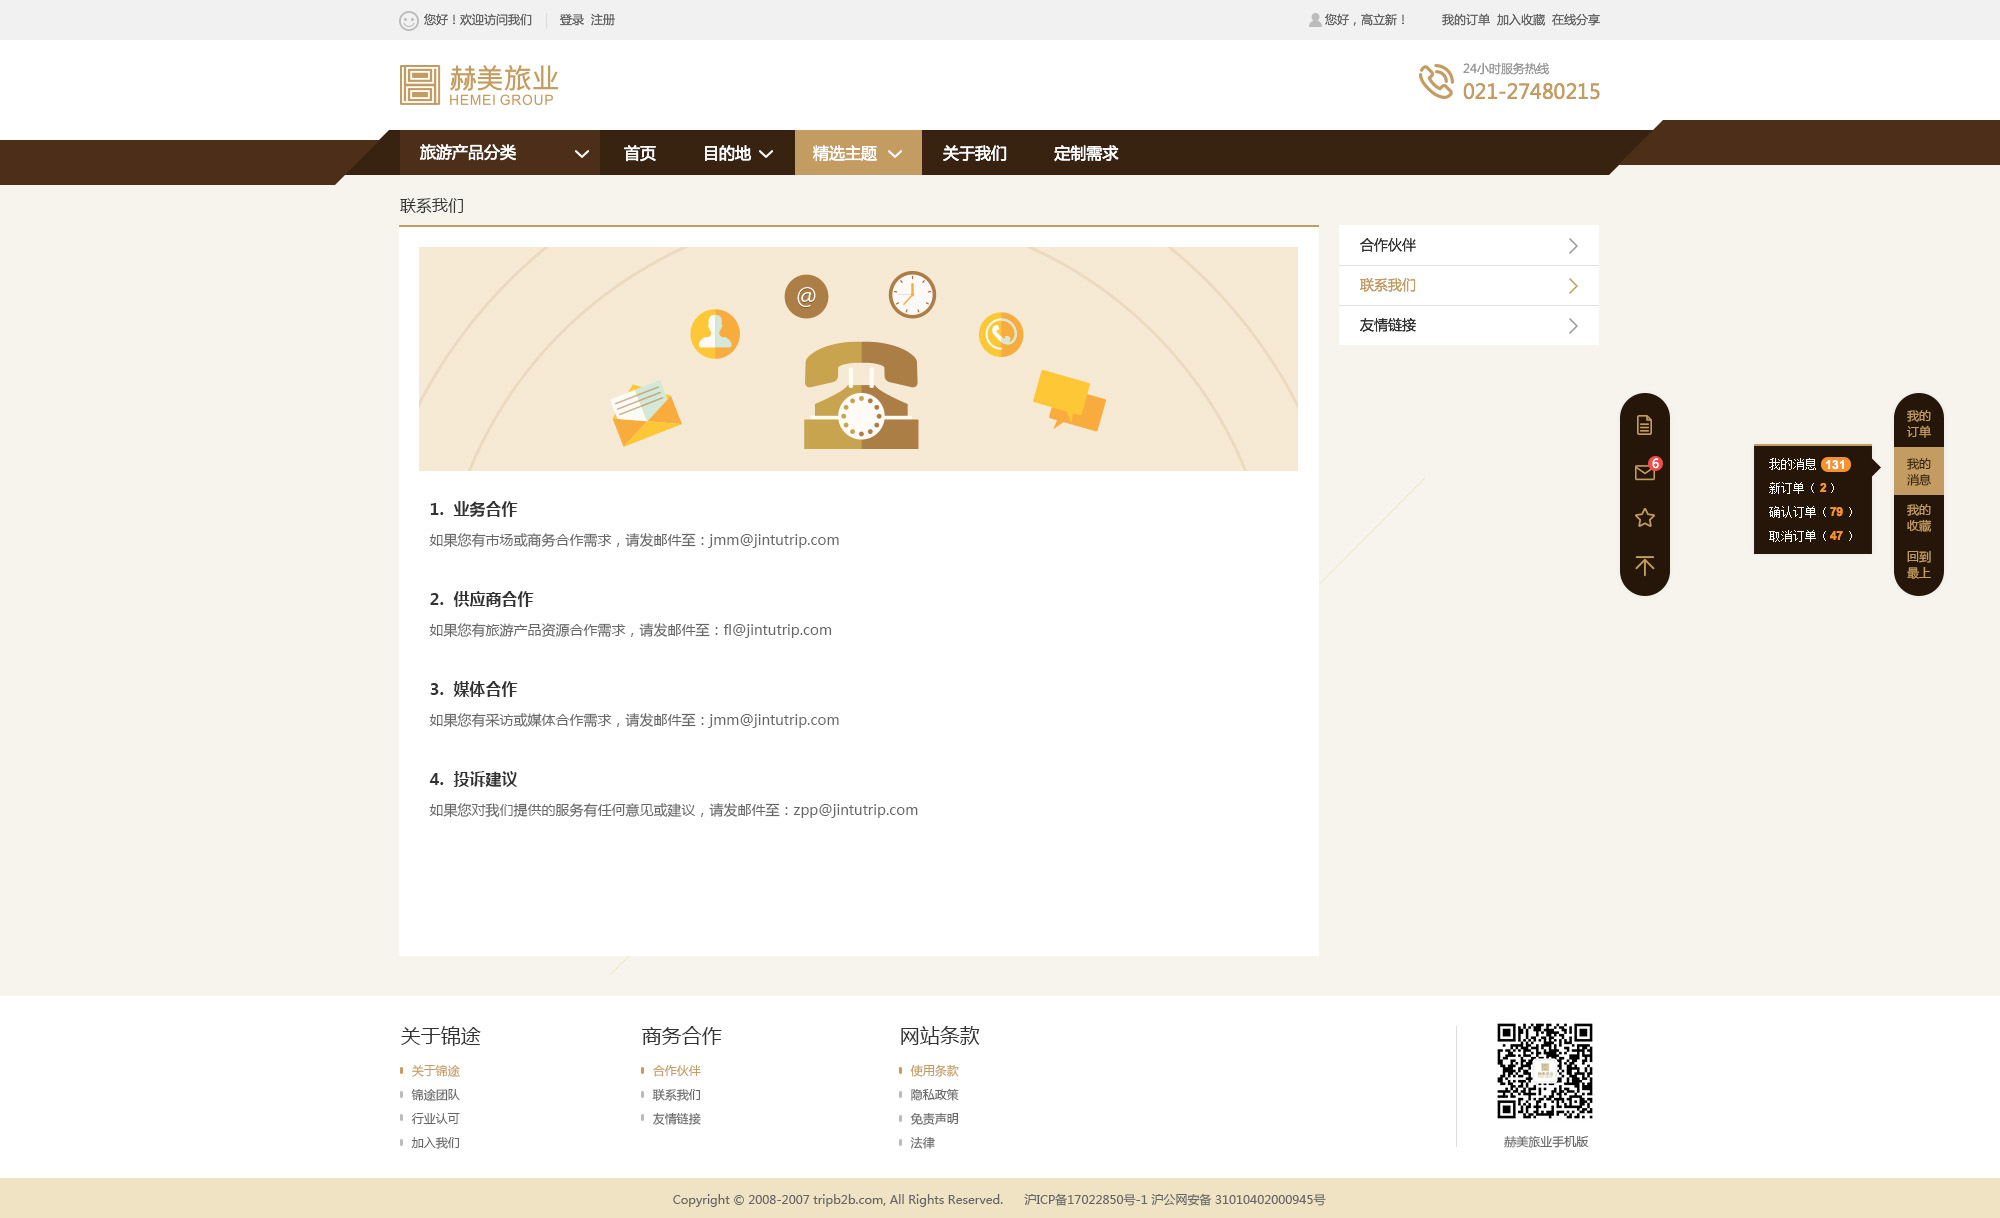 您好！欢迎访问我们 登录 注册
您好，高立新！ 我的订单 加入收藏 在线分享
赫美旅业
HEMEI GROUP
24小时服务热线
021-27480215
旅游产品分类 首页 目的地 精选主题 关于我们 定制需求
联系我们
@
合作伙伴
联系我们
友情链接
6
我的消息 131
新订单（ 2 ）
确认订单（ 79 ）
取消订单（ 47 ）
我的
订单
我的
消息
我的
收藏
回到
最上
1. 业务合作
如果您有市场或商务合作需求，请发邮件至：jmm@jintutrip.com
2. 供应商合作
如果您有旅游产品资源合作需求，请发邮件至：fl@jintutrip.com
3. 媒体合作
如果您有采访或媒体合作需求，请发邮件至：jmm@jintutrip.com
4. 投诉建议
如果您对我们提供的服务有任何意见或建议，请发邮件至：zpp@jintutrip.com
关于锦途
关于锦途
锦途团队
行业认可
加入我们
商务合作
合作伙伴
联系我们
友情链接
网站条款
使用条款
隐私政策
免责声明
法律
赫美旅业手机版
Copyright © 2008-2007 tripb2b.com, All Rights Reserved. 沪ICP备17022850号-1 沪公网安备 31010402000945号